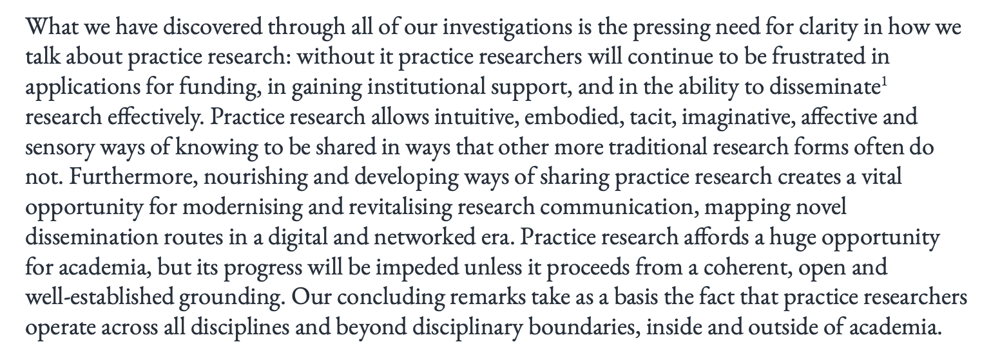 What we have discovered through all of our investigations is the pressing need for clarity in how we
talk about practice research: without it practice researchers will continue to be frustrated in
applications for funding, in gaining institutional support, and in the ability to disseminate¹
research effectively. Practice research allows intuitive, embodied, tacit, imaginative, affective and
sensory ways of knowing to be shared in ways that other more traditional research forms often do
not. Furthermore, nourishing and developing ways of sharing practice research creates a vital
opportunity for modernising and revitalising research communication, mapping novel
dissemination routes in a digital and networked era. Practice research affords a huge opportunity
for academia, but its progress will be impeded unless it proceeds from a coherent, open and
well-established grounding. Our concluding remarks take as a basis the fact that practice researchers
operate across all disciplines and beyond disciplinary boundaries, inside and outside of academia.